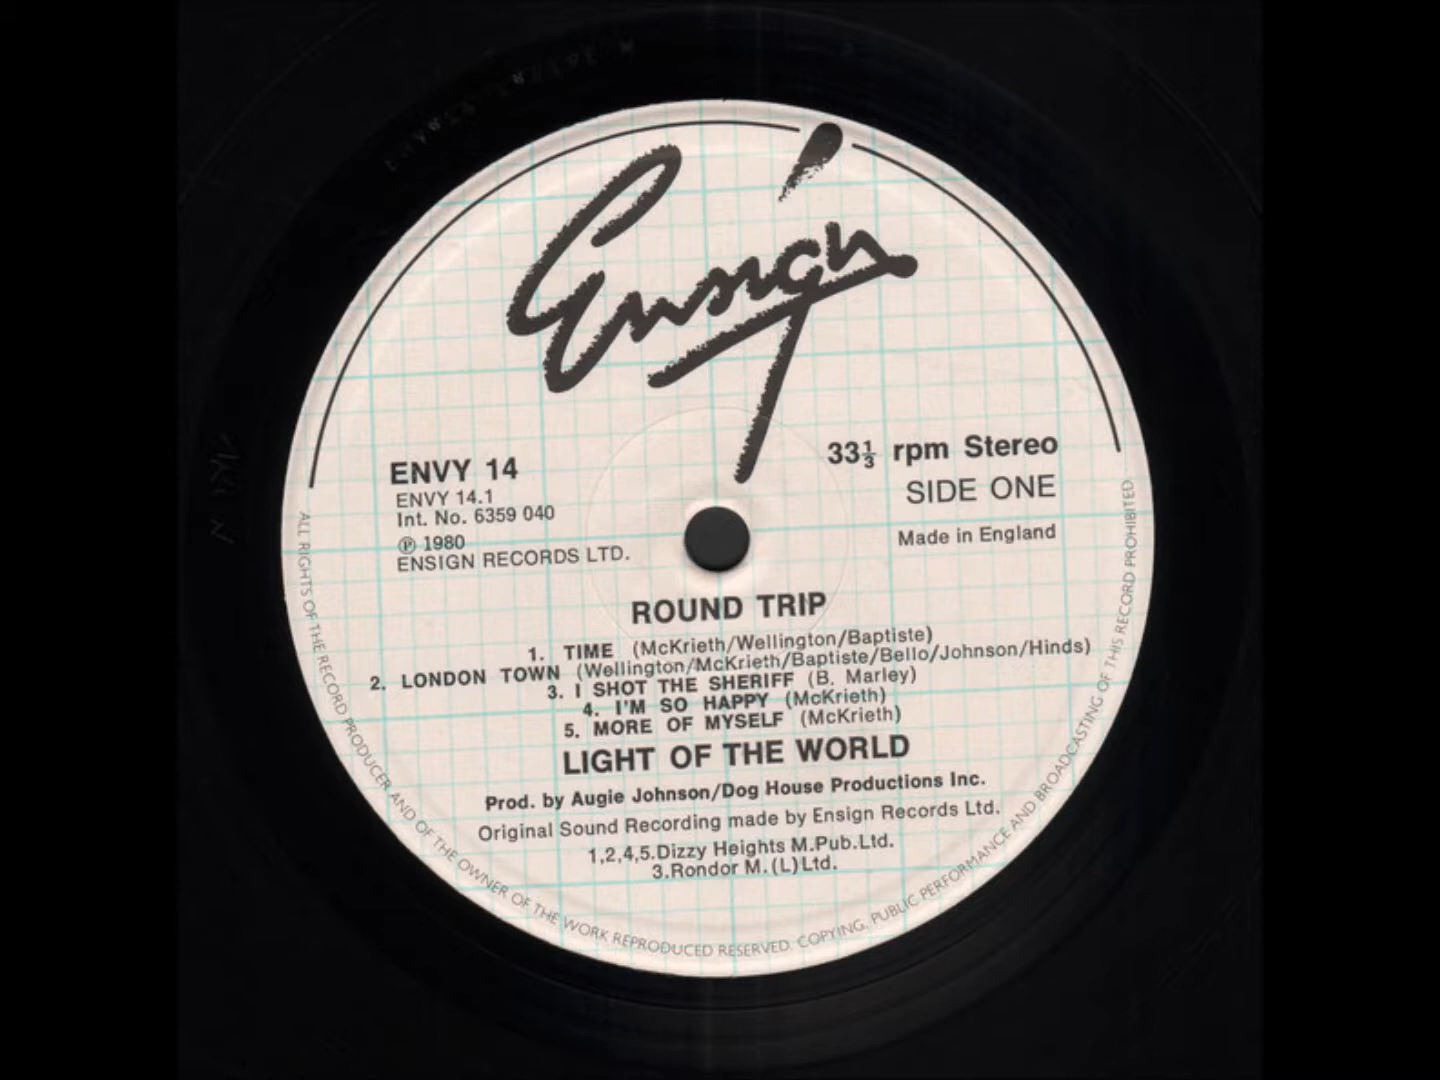 Ensign
ENVY 14
ENVY 14.1
Int. No. 6359 040
℗ 1980
ENSIGN RECORDS LTD.
33⅓ rpm Stereo
SIDE ONE
Made in England
ROUND TRIP
1. TIME (McKrieth/Wellington/Baptiste)
2. LONDON TOWN (Wellington/McKrieth/Baptiste/Bello/Johnson/Hinds)
3. I SHOT THE SHERIFF (B. Marley)
4. I'M SO HAPPY (McKrieth)
5. MORE OF MYSELF (McKrieth)
LIGHT OF THE WORLD
Prod. by Augie Johnson/Dog House Productions Inc.
Original Sound Recording made by Ensign Records Ltd.
1,2,4,5.Dizzy Heights M.Pub.Ltd.
3.Rondor M.(L)Ltd.
ALL RIGHTS OF THE RECORD PRODUCER AND OF THE OWNER OF THE WORK REPRODUCED RESERVED. COPYING, PUBLIC PERFORMANCE AND BROADCASTING OF THIS RECORD PROHIBITED